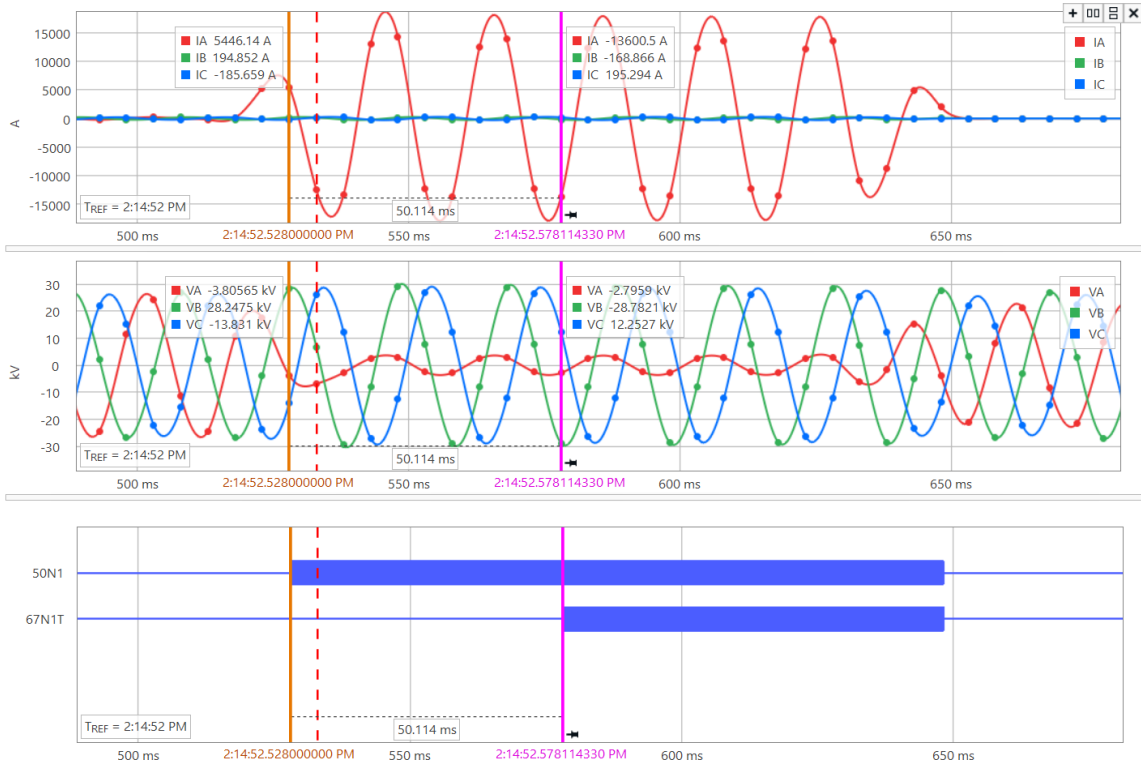 15000
10000
5000
0
-5000
-10000
-15000
A
IA 5446.14 A
IB 194.852 A
IC -185.659 A
IA -13600.5 A
IB -168.866 A
IC 195.294 A
IA
IB
IC
TREF = 2:14:52 PM
50.114 ms
500 ms
2:14:52.528000000 PM
550 ms
2:14:52.578114330 PM
600 ms
650 ms
30
20
10
0
-10
-20
-30
kV
VA -3.80565 kV
VB 28.2475 kV
VC -13.831 kV
VA -2.7959 kV
VB -28.7821 kV
VC 12.2527 kV
VA
VB
VC
TREF = 2:14:52 PM
50.114 ms
500 ms
2:14:52.528000000 PM
550 ms
2:14:52.578114330 PM
600 ms
650 ms
50N1
67N1T
TREF = 2:14:52 PM
50.114 ms
500 ms
2:14:52.528000000 PM
550 ms
2:14:52.578114330 PM
600 ms
650 ms